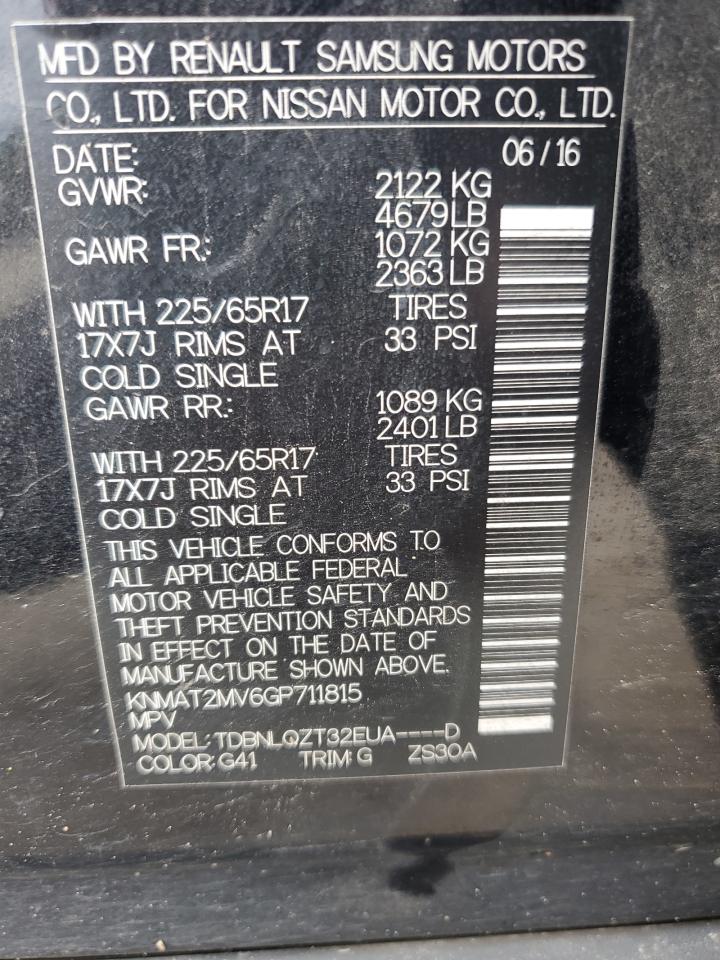 MFD BY RENAULT SAMSUNG MOTORS
CO., LTD. FOR NISSAN MOTOR CO., LTD.
DATE: 06/16
GVWR: 2122 KG
4679 LB
GAWR FR.: 1072 KG
2363 LB
WITH 225/65R17 TIRES
17X7J RIMS AT 33 PSI
COLD SINGLE
GAWR RR.: 1089 KG
2401 LB
WITH 225/65R17 TIRES
17X7J RIMS AT 33 PSI
COLD SINGLE
THIS VEHICLE CONFORMS TO
ALL APPLICABLE FEDERAL
MOTOR VEHICLE SAFETY AND
THEFT PREVENTION STANDARDS
IN EFFECT ON THE DATE OF
MANUFACTURE SHOWN ABOVE.
KNMAT2MV6GP711815
MPV
MODEL: TDBNLQZT32EUA----D
COLOR: G41 TRIM: G ZS30A